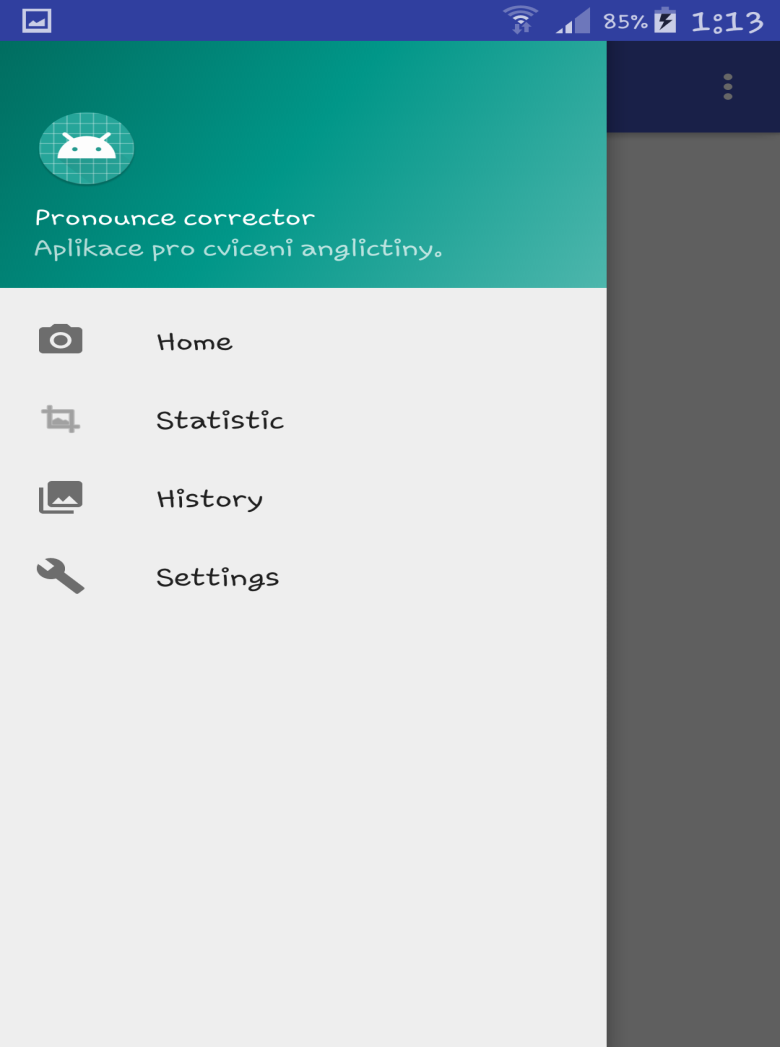 85% 1:13
Pronounce corrector
Aplikace pro cviceni anglictiny.
Home
Statistic
History
Settings